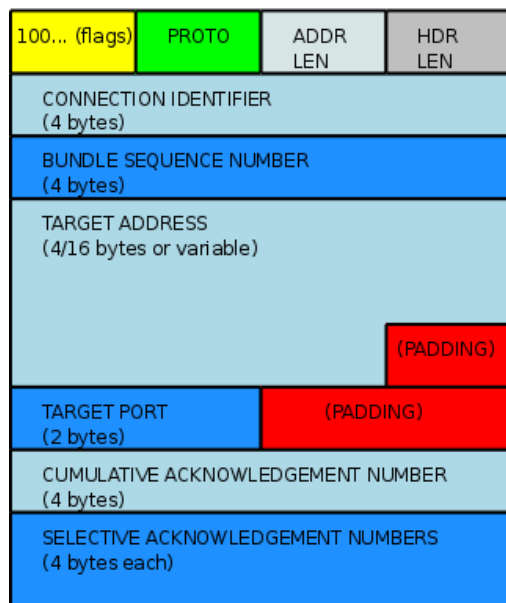 100... (flags) PROTO ADDR HDR
LEN LEN
CONNECTION IDENTIFIER
(4 bytes)
BUNDLE SEQUENCE NUMBER
(4 bytes)
TARGET ADDRESS
(4/16 bytes or variable)
(PADDING)
TARGET PORT (PADDING)
(2 bytes)
CUMULATIVE ACKNOWLEDGEMENT NUMBER
(4 bytes)
SELECTIVE ACKNOWLEDGEMENT NUMBERS
(4 bytes each)